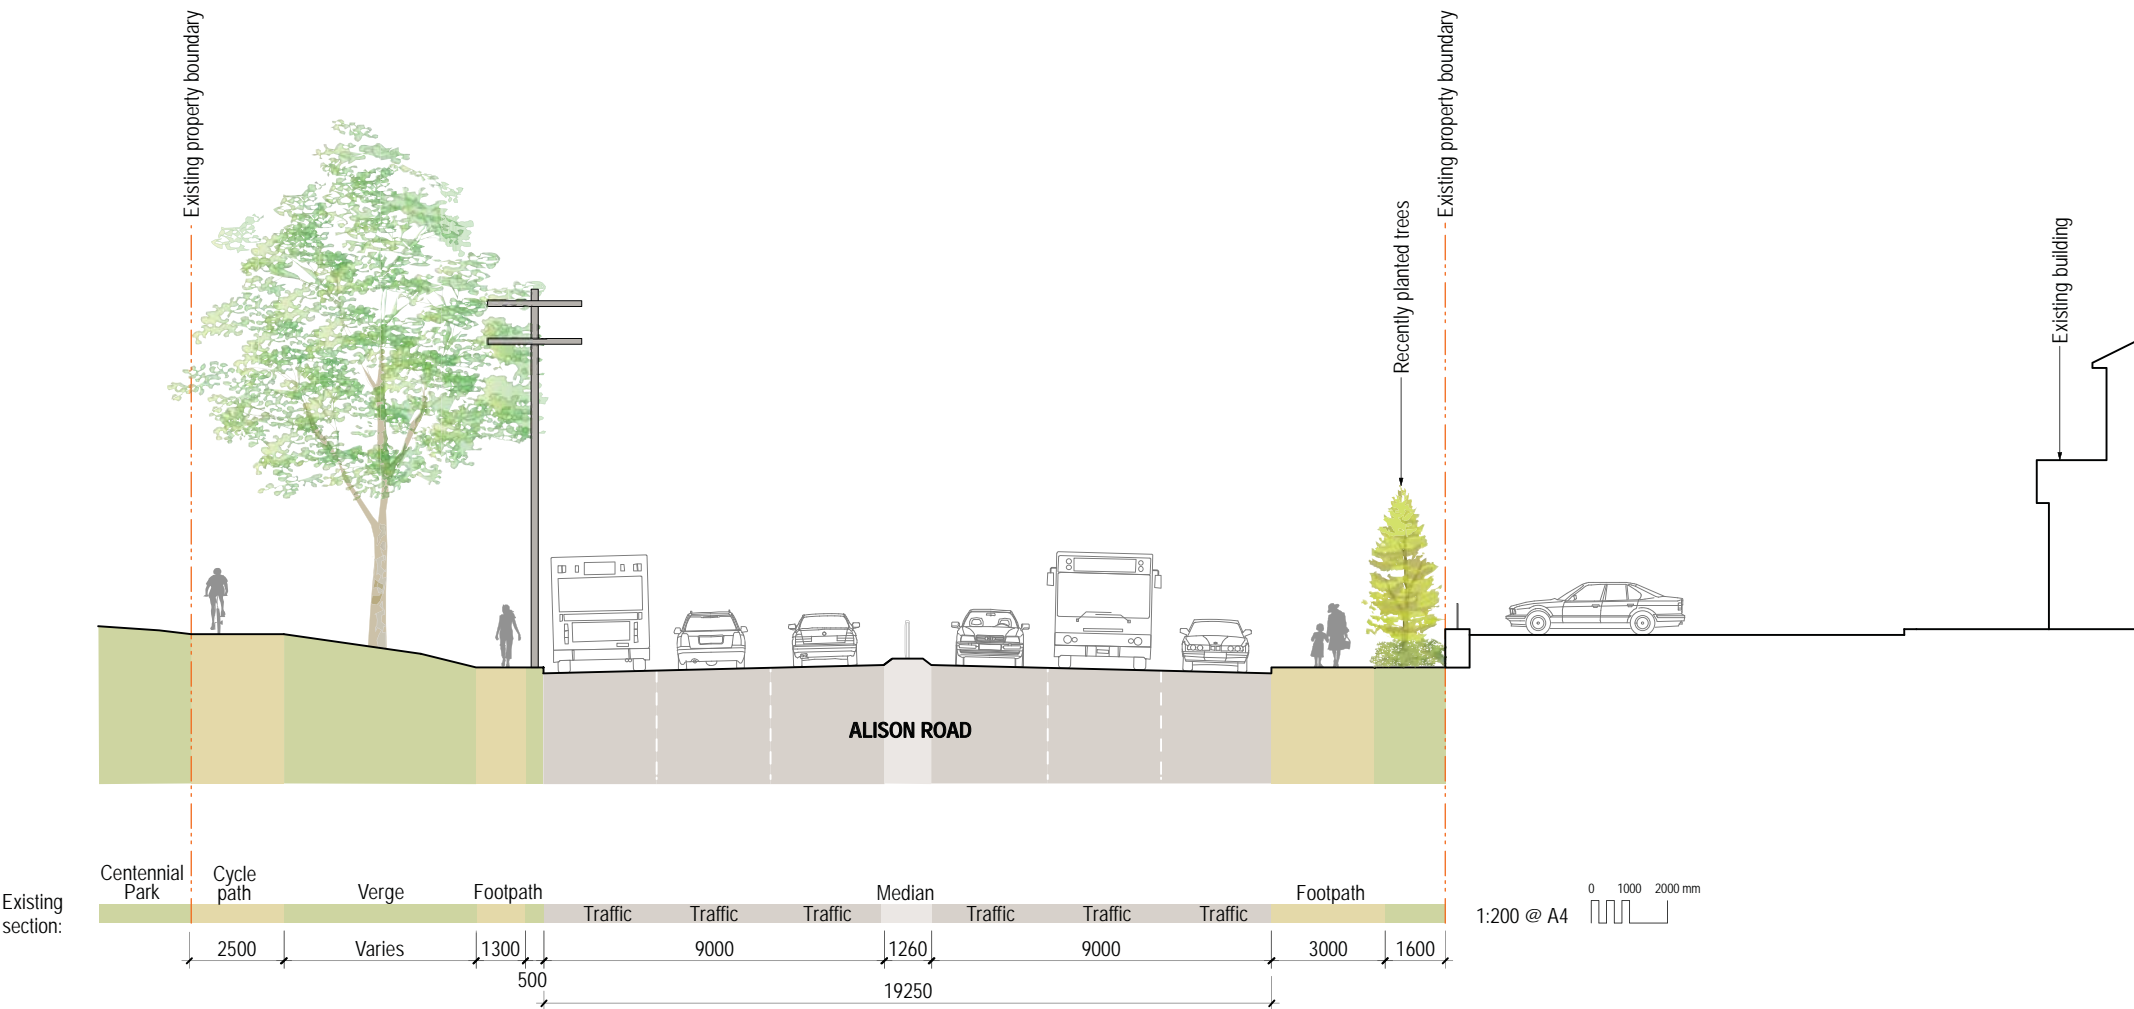 Existing property boundary
Existing property boundary
Recently planted trees
Existing building
ALISON ROAD
Existing
section:
Centennial
Park
Cycle
path
Verge
Footpath
Median
Footpath
Traffic Traffic Traffic Traffic Traffic Traffic
1:200 @ A4
0 1000 2000 mm
2500 Varies 1300 9000 1260 9000 3000 1600
500
19250